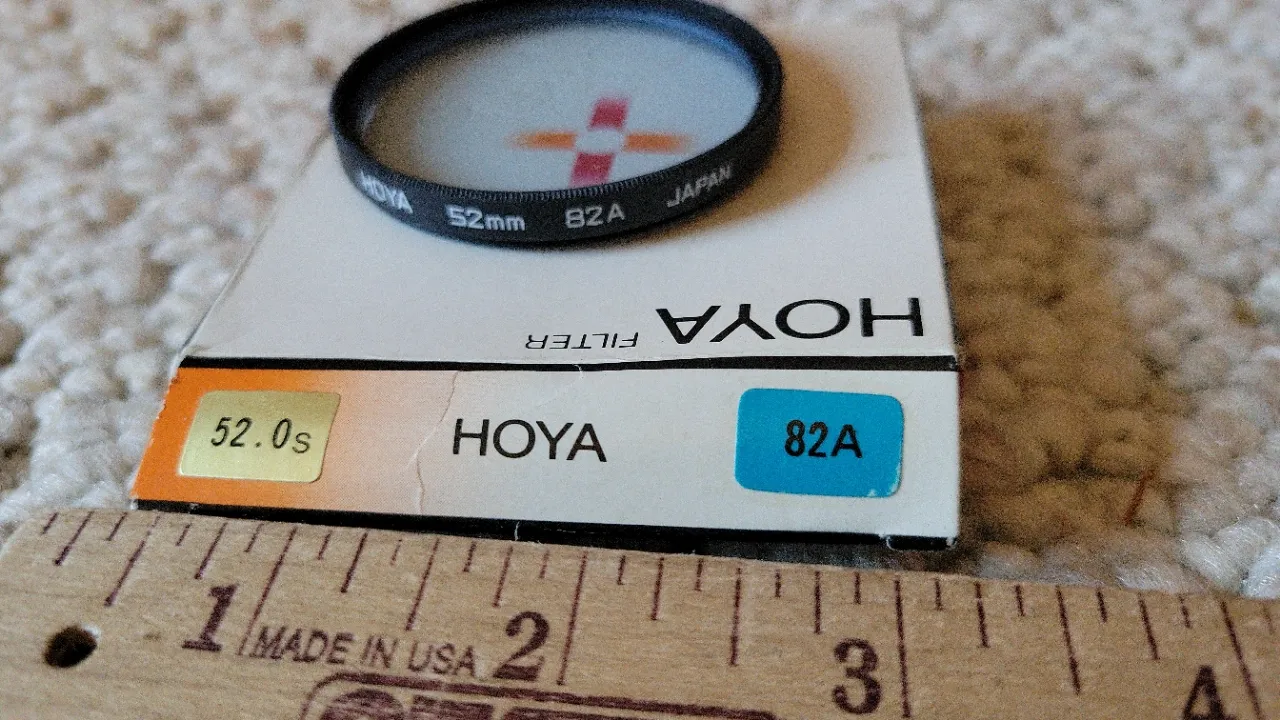 HOYA 52mm 82A JAPAN
HOYA
FILTER
52.0s HOYA 82A
1 2 3 4
MADE IN USA